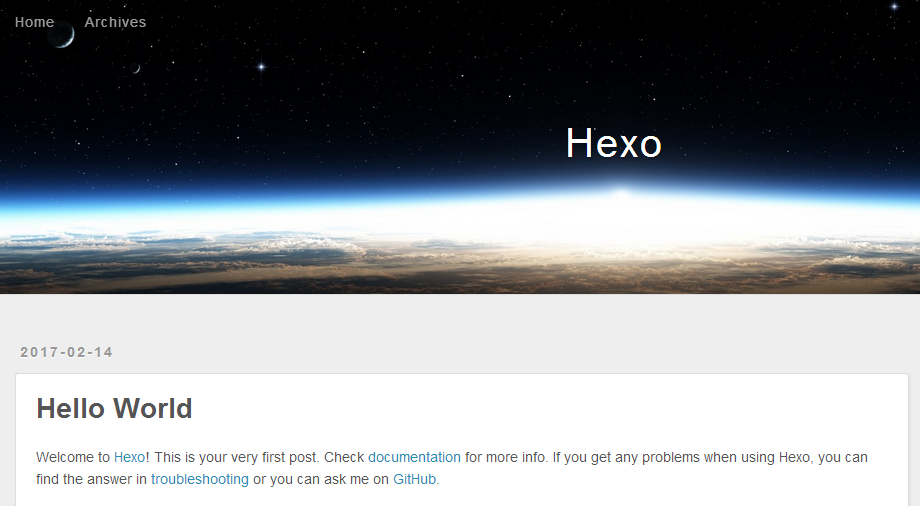 Home Archives
Hexo
2017-02-14
Hello World
Welcome to Hexo! This is your very first post. Check documentation for more info. If you get any problems when using Hexo, you can
find the answer in troubleshooting or you can ask me on GitHub.